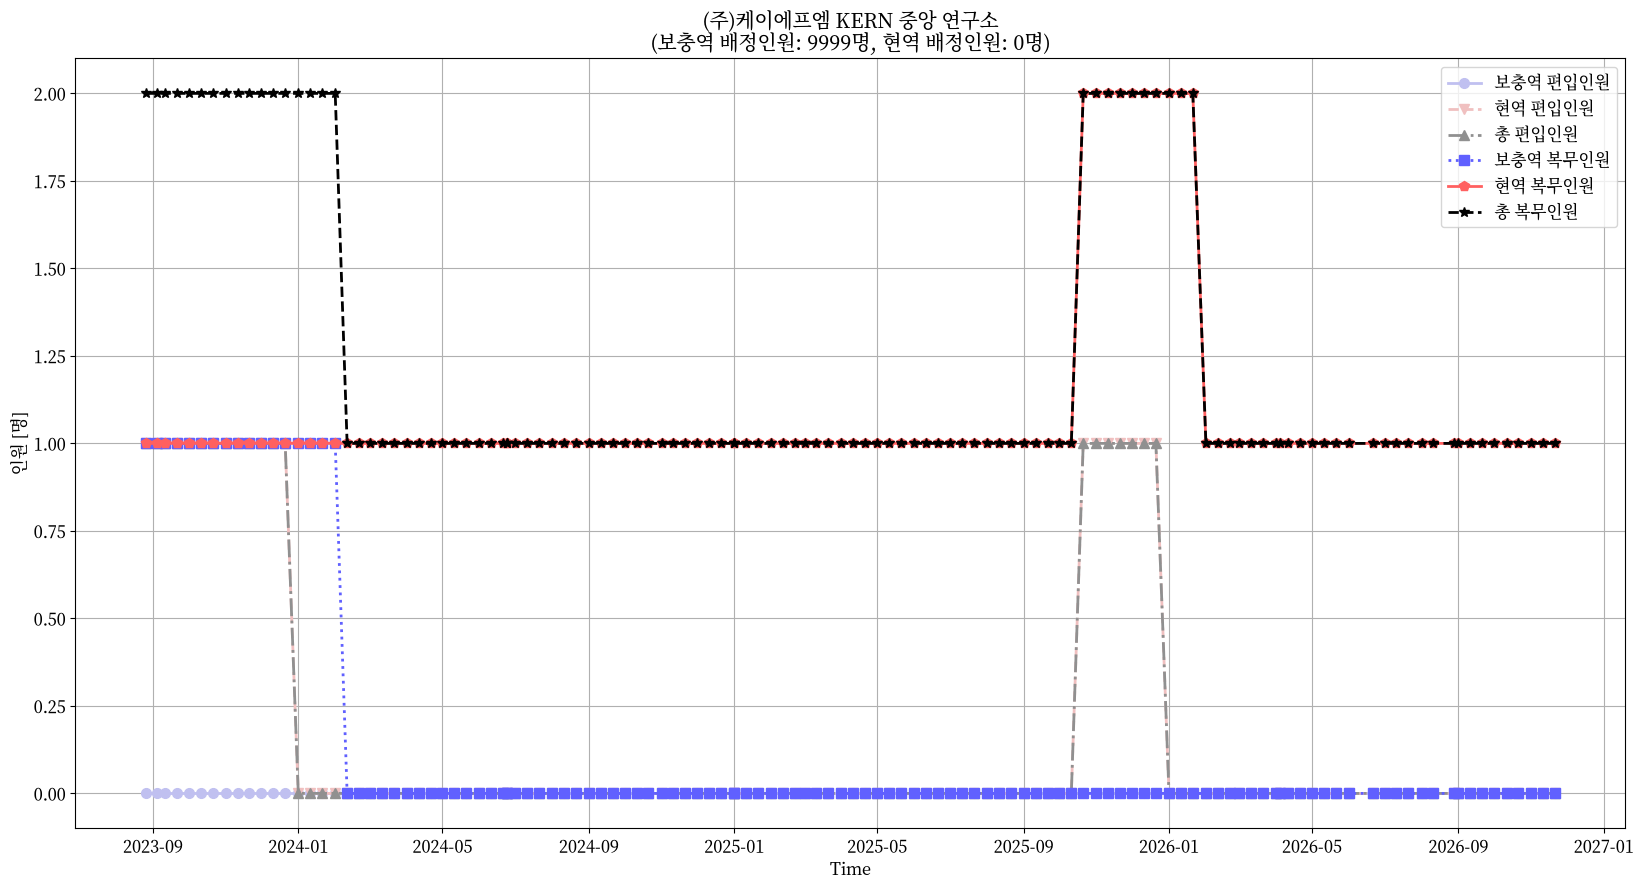 (주)케이에프엠 KERN 중앙 연구소
(보충역 배정인원: 9999명, 현역 배정인원: 0명)
보충역 편입인원
현역 편입인원
총 편입인원
보충역 복무인원
현역 복무인원
총 복무인원
인원 [명]
2.00
1.75
1.50
1.25
1.00
0.75
0.50
0.25
0.00
2023-09
2024-01
2024-05
2024-09
2025-01
2025-05
2025-09
2026-01
2026-05
2026-09
2027-01
Time